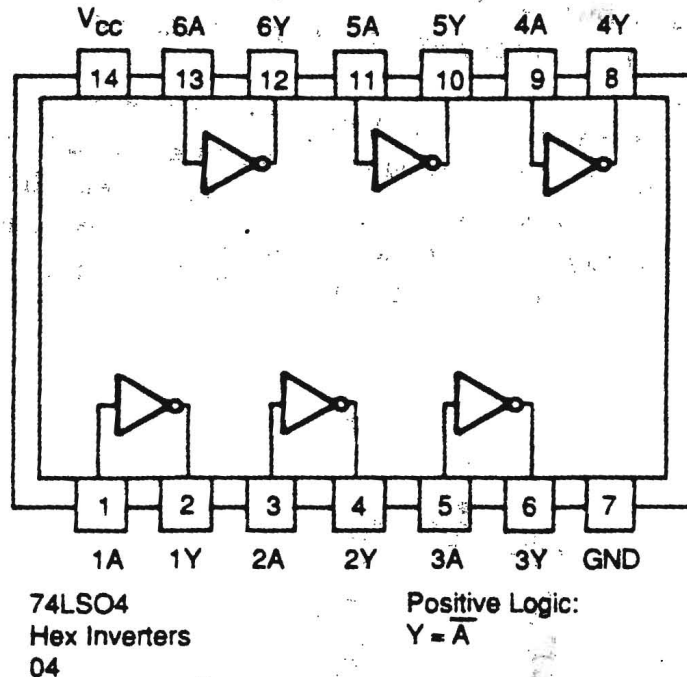 Vcc 6A 6Y 5A 5Y 4A 4Y
14 13 12 11 10 9 8
1 2 3 4 5 6 7
1A 1Y 2A 2Y 3A 3Y GND
74LSO4
Hex Inverters
04
Positive Logic:
Y = A̅